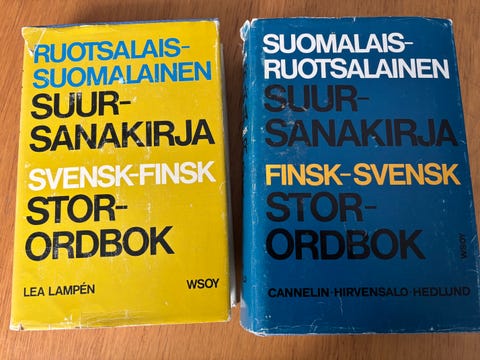 RUOTSALAIS-
SUOMALAINEN
SUUR-
SANAKIRJA
SVENSK-FINSK
STOR-
ORDBOK
LEA LAMPÉN
WSOY
SUOMALAIS-
RUOTSALAINEN
SUUR-
SANAKIRJA
FINSK-SVENSK
STOR-
ORDBOK
WSOY
CANNELIN·HIRVENSALO·HEDLUND